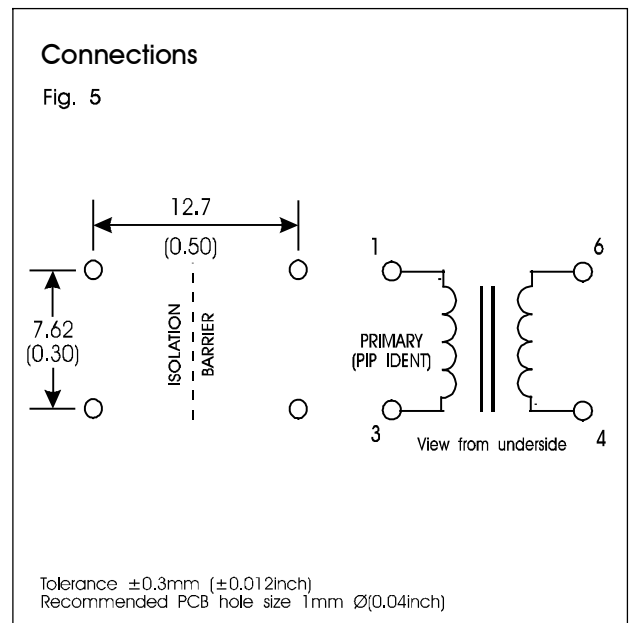 Connections
Fig. 5
12.7
(0.50)
7.62
(0.30)
ISOLATION
BARRIER
1
6
PRIMARY
(PIP IDENT)
3
4
View from underside
Tolerance ±0.3mm (±0.012inch)
Recommended PCB hole size 1mm Ø(0.04inch)